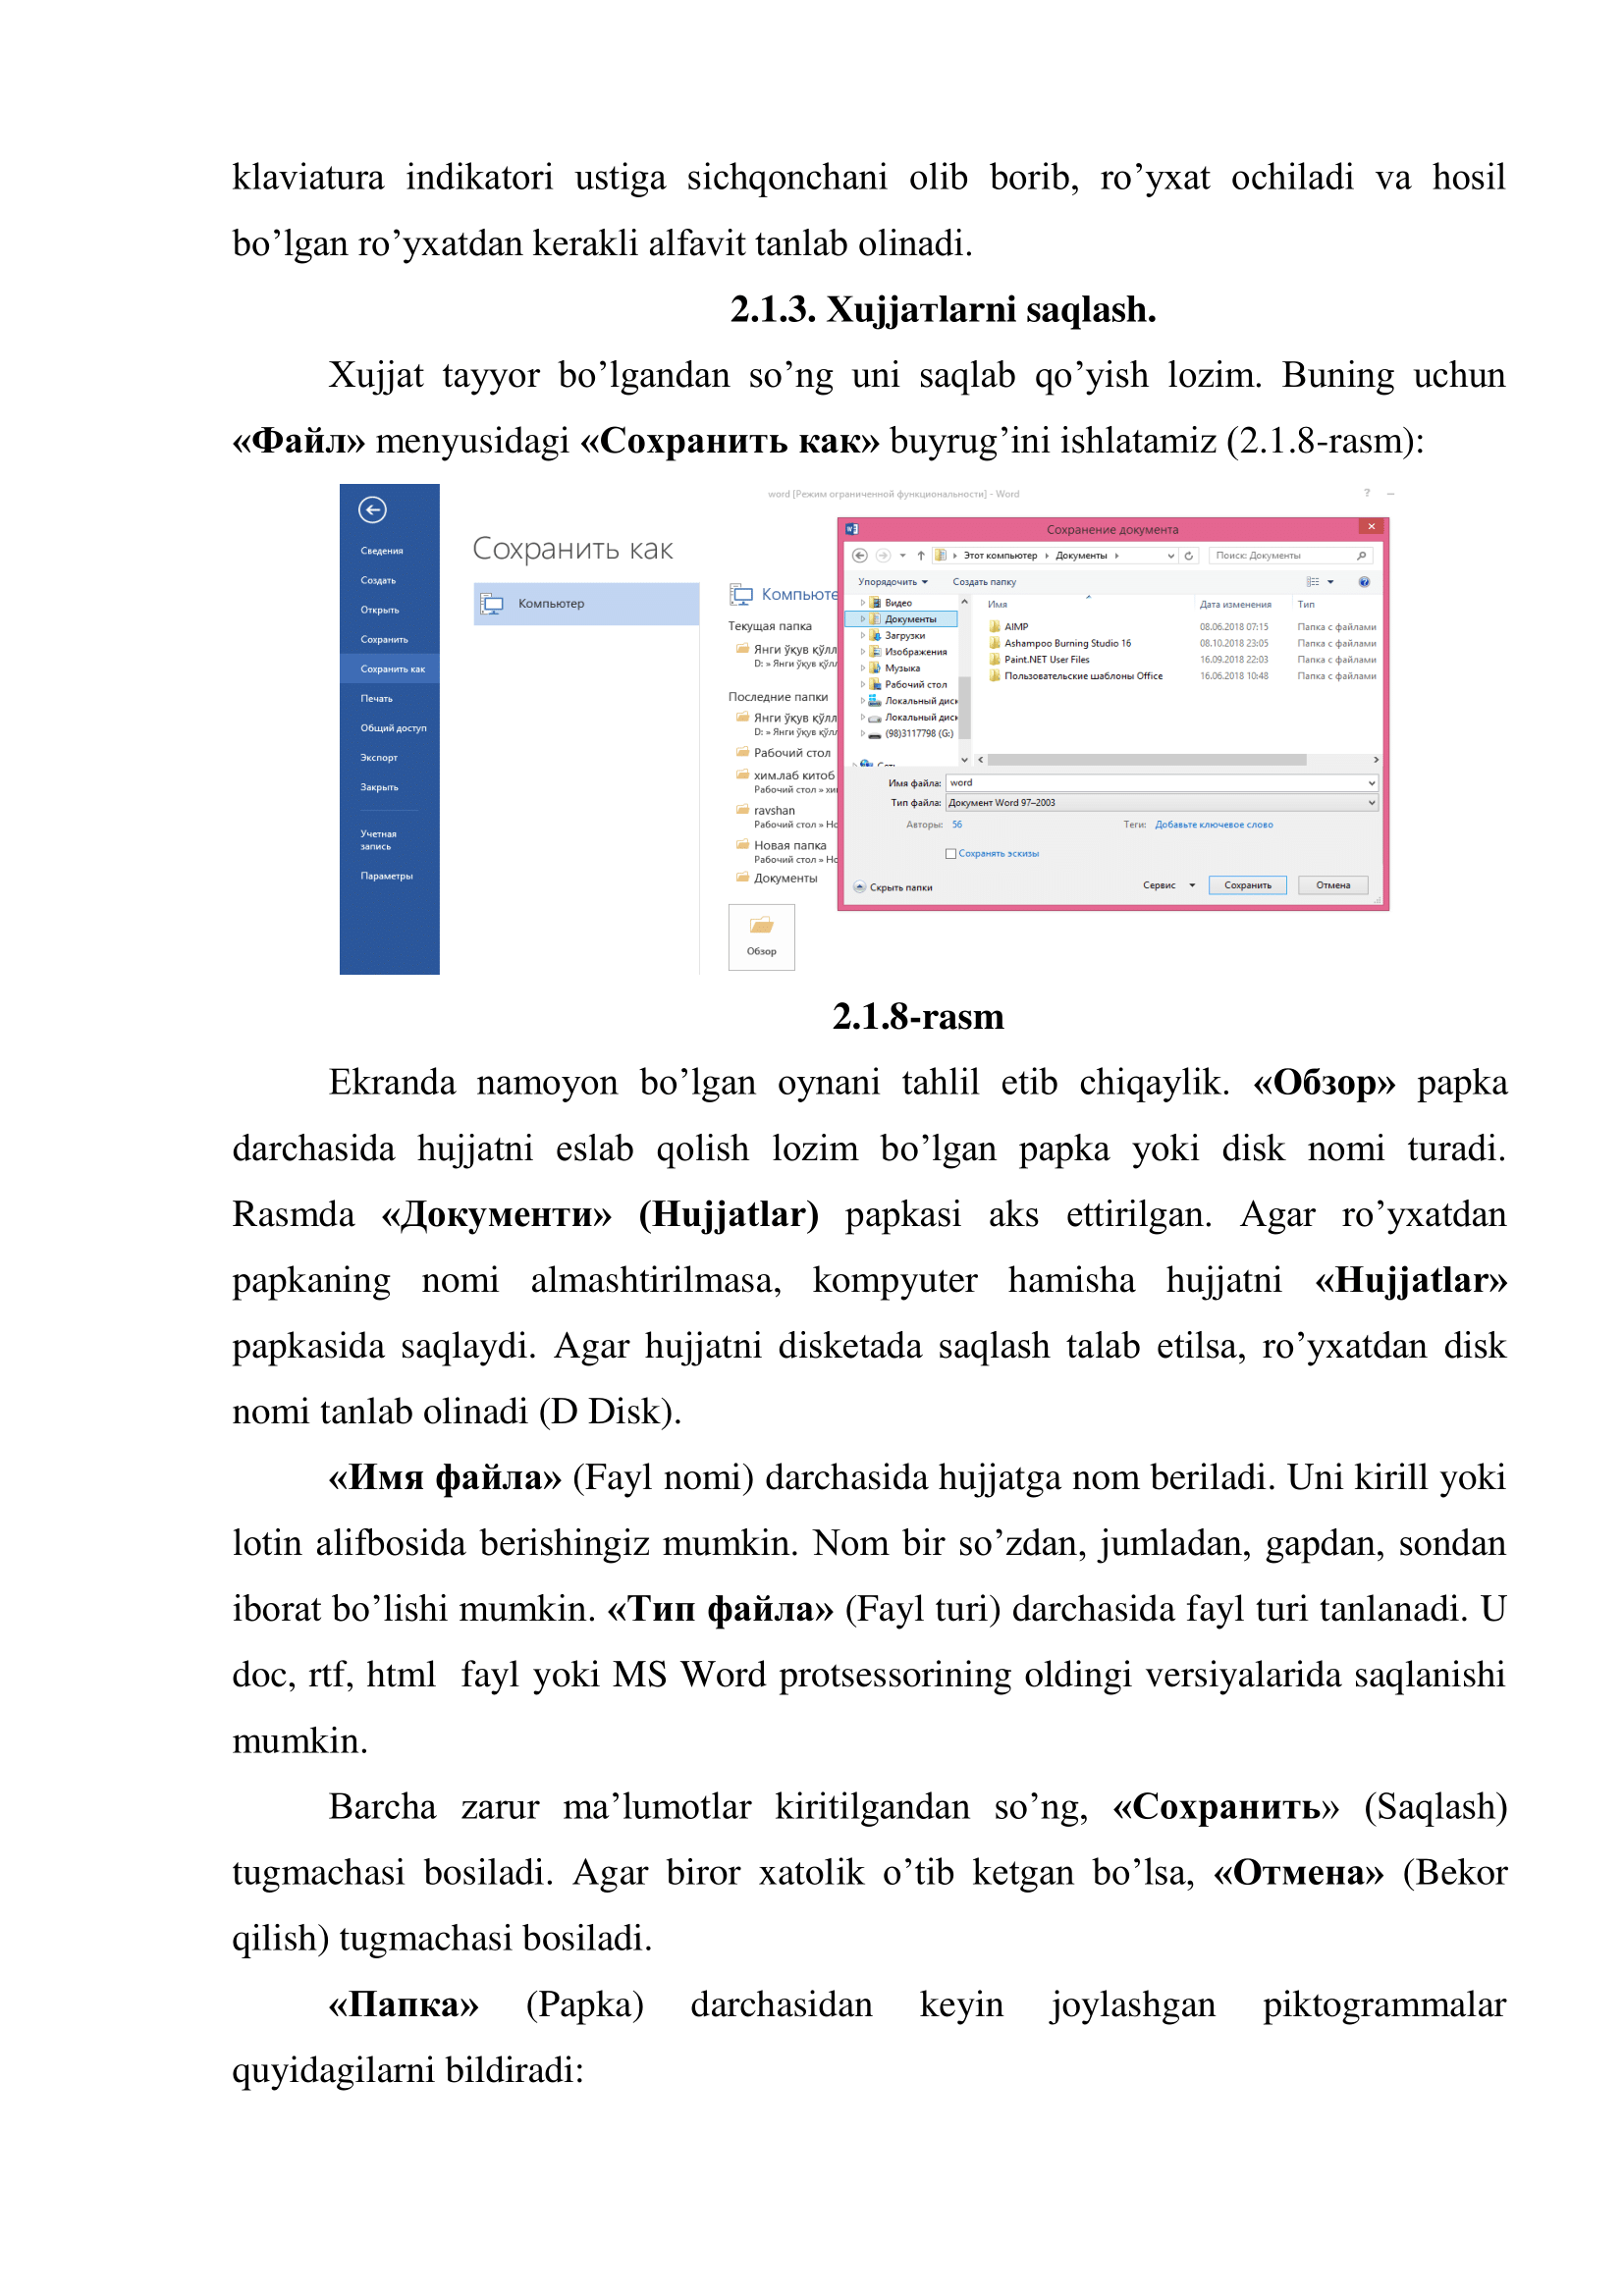 klaviatura indikatori ustiga sichqonchani olib borib, ro’yxat ochiladi va hosil
bo’lgan ro’yxatdan kerakli alfavit tanlab olinadi.
2.1.3. Xujjaтlarni saqlash.
Xujjat tayyor bo’lgandan so’ng uni saqlab qo’yish lozim. Buning uchun
«Файл» menyusidagi «Сохранить как» buyrug’ini ishlatamiz (2.1.8-rasm):
word [Режим ограниченной функциональности] - Word
Сведения
Создать
Открыть
Сохранить
Сохранить как
Печать
Общий доступ
Экспорт
Закрыть
Учетная
запись
Параметры
Сохранить как
Компьютер
Компьюте
Текущая папка
Янги ўқув қўлл
D: » Янги ўқув қўлл
Последние папки
Янги ўқув қўлл
D: » Янги ўқув қўлл
Рабочий стол
хим.лаб китоб
Рабочий стол » хи
ravshan
Рабочий стол » Но
Новая папка
Рабочий стол » Но
Документы
Обзор
Сохранение документа
Этот компьютер Документы
Поиск: Документы
Упорядочить Создать папку
Видео
Документы
Загрузки
Изображения
Музыка
Рабочий стол
Локальный диск
Локальный диск
(98)3117798 (G:)
Имя Дата изменения Тип
AIMP 08.06.2018 07:15 Папка с файлами
Ashampoo Burning Studio 16 08.10.2018 23:05 Папка с файлами
Paint.NET User Files 16.09.2018 22:03 Папка с файлами
Пользовательские шаблоны Office 16.06.2018 10:48 Папка с файлами
Имя файла: word
Тип файла: Документ Word 97–2003
Авторы: 56 Теги: Добавьте ключевое слово
Сохранять эскизы
Скрыть папки Сервис Сохранить Отмена
2.1.8-rasm
Ekranda namoyon bo’lgan oynani tahlil etib chiqaylik. «Обзор» papka
darchasida hujjatni eslab qolish lozim bo’lgan papka yoki disk nomi turadi.
Rasmda «Документи» (Hujjatlar) papkasi aks ettirilgan. Agar ro’yxatdan
papkaning nomi almashtirilmasa, kompyuter hamisha hujjatni «Hujjatlar»
papkasida saqlaydi. Agar hujjatni disketada saqlash talab etilsa, ro’yxatdan disk
nomi tanlab olinadi (D Disk).
«Имя файла» (Fayl nomi) darchasida hujjatga nom beriladi. Uni kirill yoki
lotin alifbosida berishingiz mumkin. Nom bir so’zdan, jumladan, gapdan, sondan
iborat bo’lishi mumkin. «Тип файла» (Fayl turi) darchasida fayl turi tanlanadi. U
doc, rtf, html fayl yoki MS Word protsessorining oldingi versiyalarida saqlanishi
mumkin.
Barcha zarur ma’lumotlar kiritilgandan so’ng, «Сохранить» (Saqlash)
tugmachasi bosiladi. Agar biror xatolik o’tib ketgan bo’lsa, «Отмена» (Bekor
qilish) tugmachasi bosiladi.
«Папка» (Papka) darchasidan keyin joylashgan piktogrammalar
quyidagilarni bildiradi: